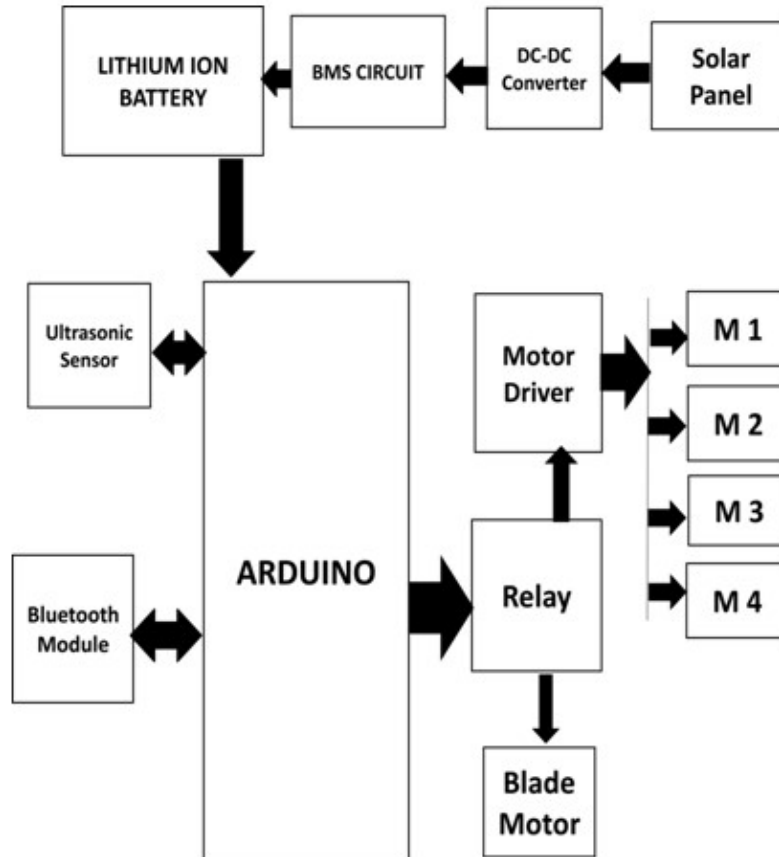 LITHIUM ION
BATTERY
BMS CIRCUIT
DC-DC
Converter
Solar
Panel
Ultrasonic
Sensor
Motor
Driver
M 1
M 2
M 3
M 4
ARDUINO
Relay
Bluetooth
Module
Blade
Motor